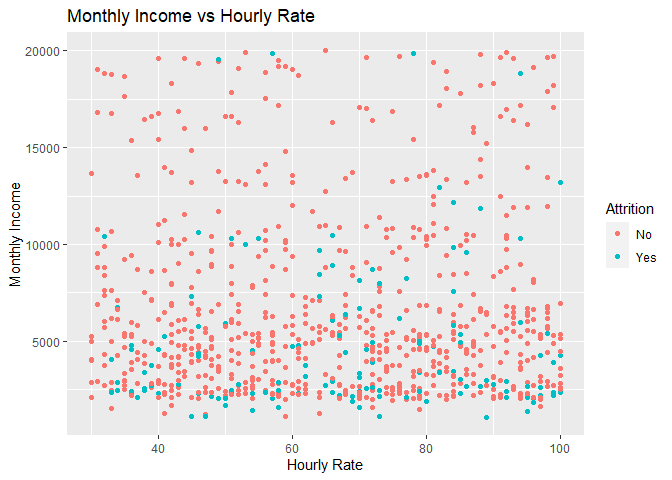 Monthly Income vs Hourly Rate
20000
15000
10000
5000
Monthly Income
40
60
80
100
Hourly Rate
Attrition
No
Yes